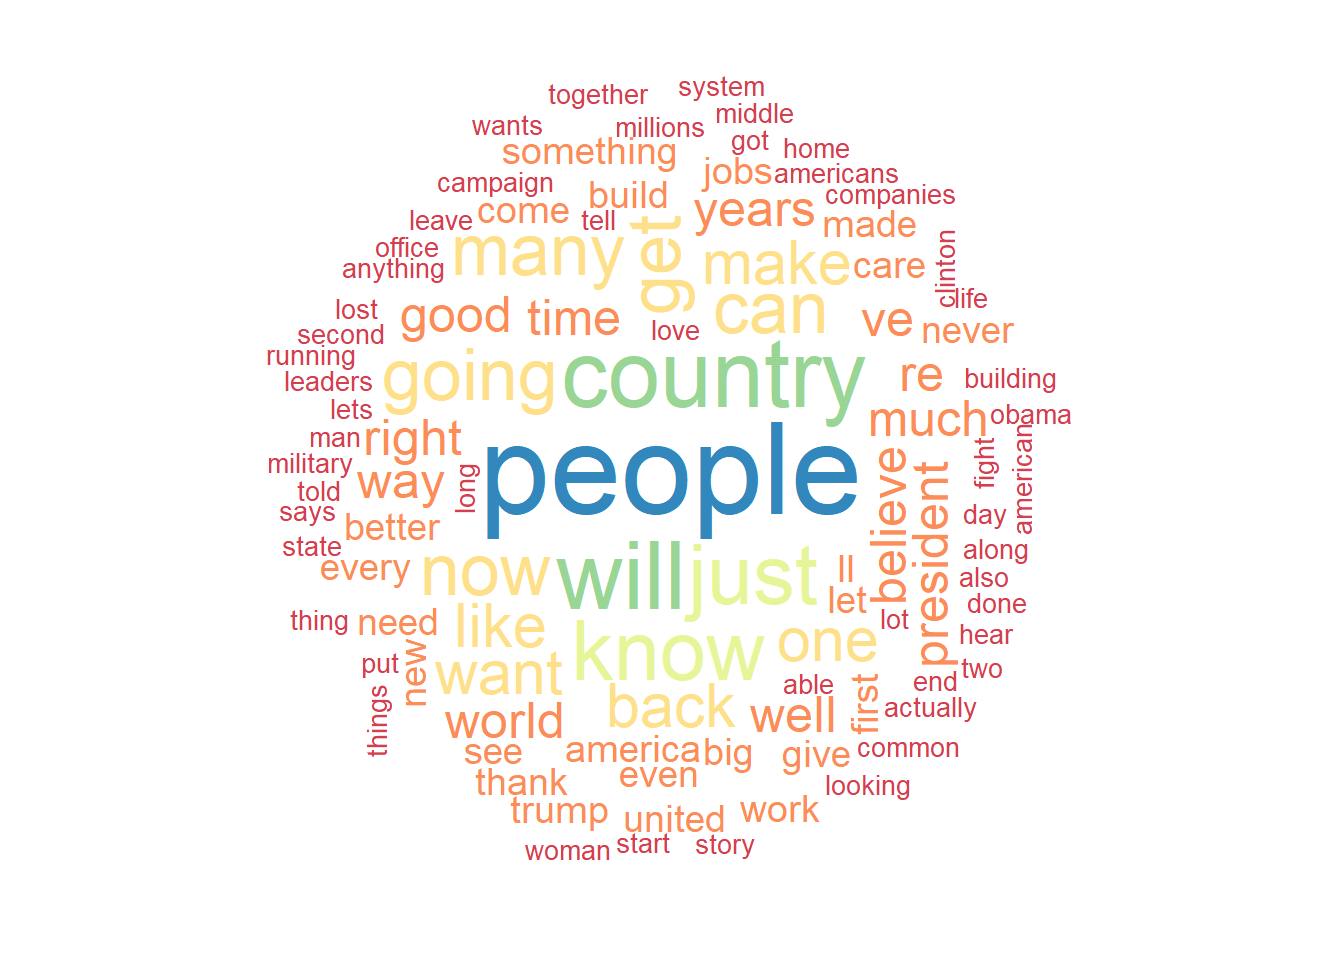 together
system
wants
millions
middle
something
got
home
campaign
build
jobs
americans
companies
leave
come
tell
years
made
office
many
get
make
care
clinton
anything
can
life
lost
good
time
love
ve
never
second
running
going
country
re
building
leaders
lets
much
obama
man
right
people
believe
president
fight
american
military
way
long
told
says
better
day
state
every
now
will
just
ll
along
also
let
done
thing
need
like
know
one
lot
hear
put
new
want
able
first
end
two
things
world
back
well
actually
see
america
big
give
common
thank
even
looking
trump
united
work
woman
start
story